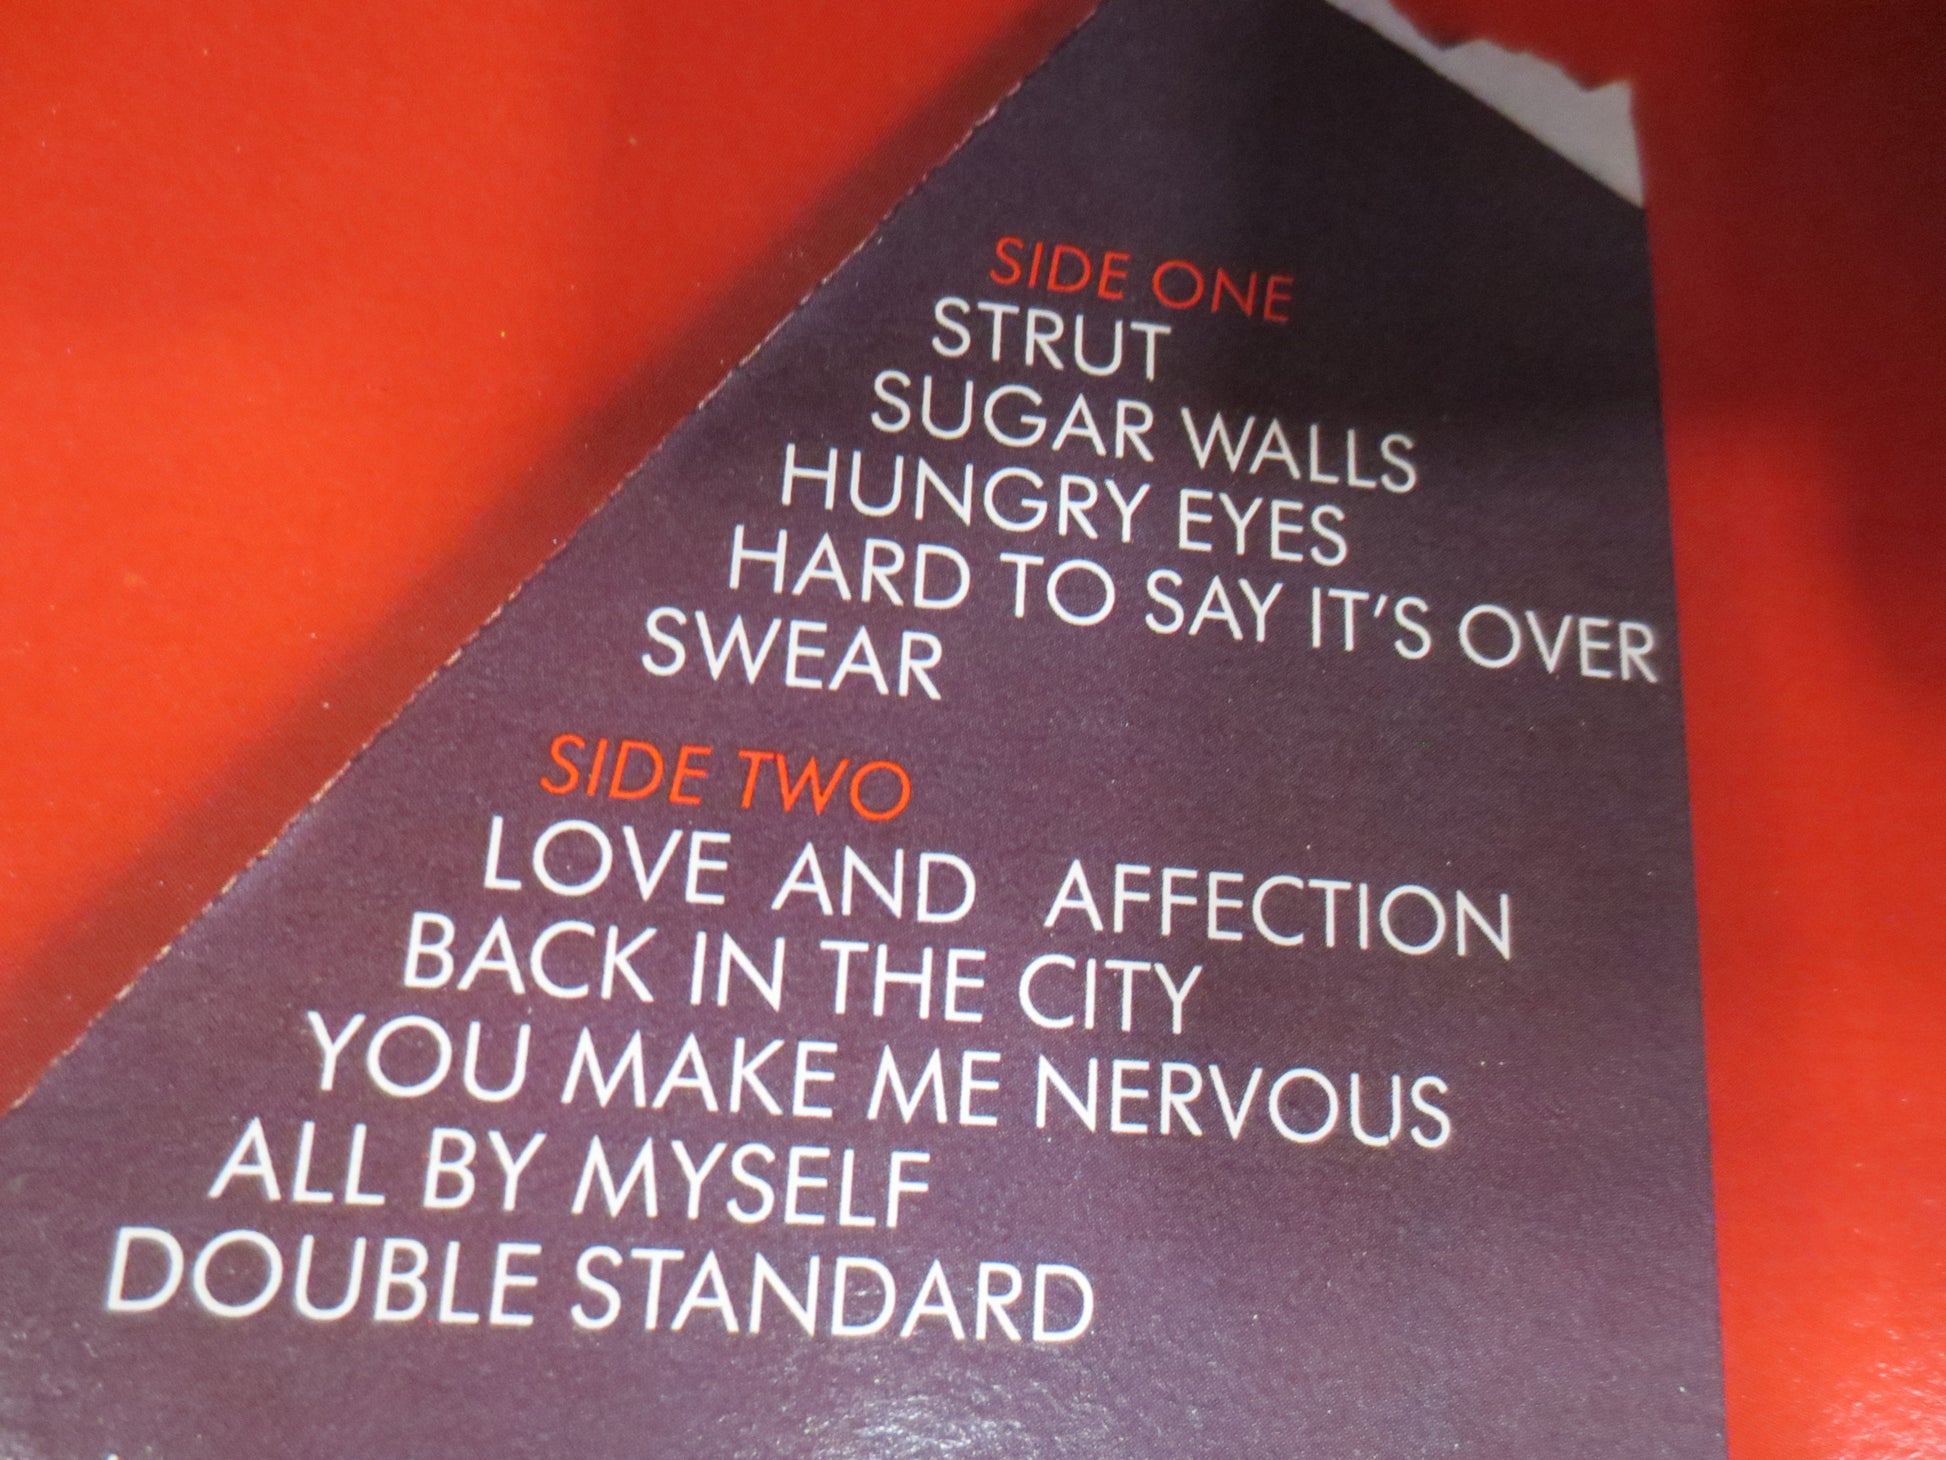 SIDE ONE
STRUT
SUGAR WALLS
HUNGRY EYES
HARD TO SAY IT'S OVER
SWEAR
SIDE TWO
LOVE AND AFFECTION
BACK IN THE CITY
YOU MAKE ME NERVOUS
ALL BY MYSELF
DOUBLE STANDARD